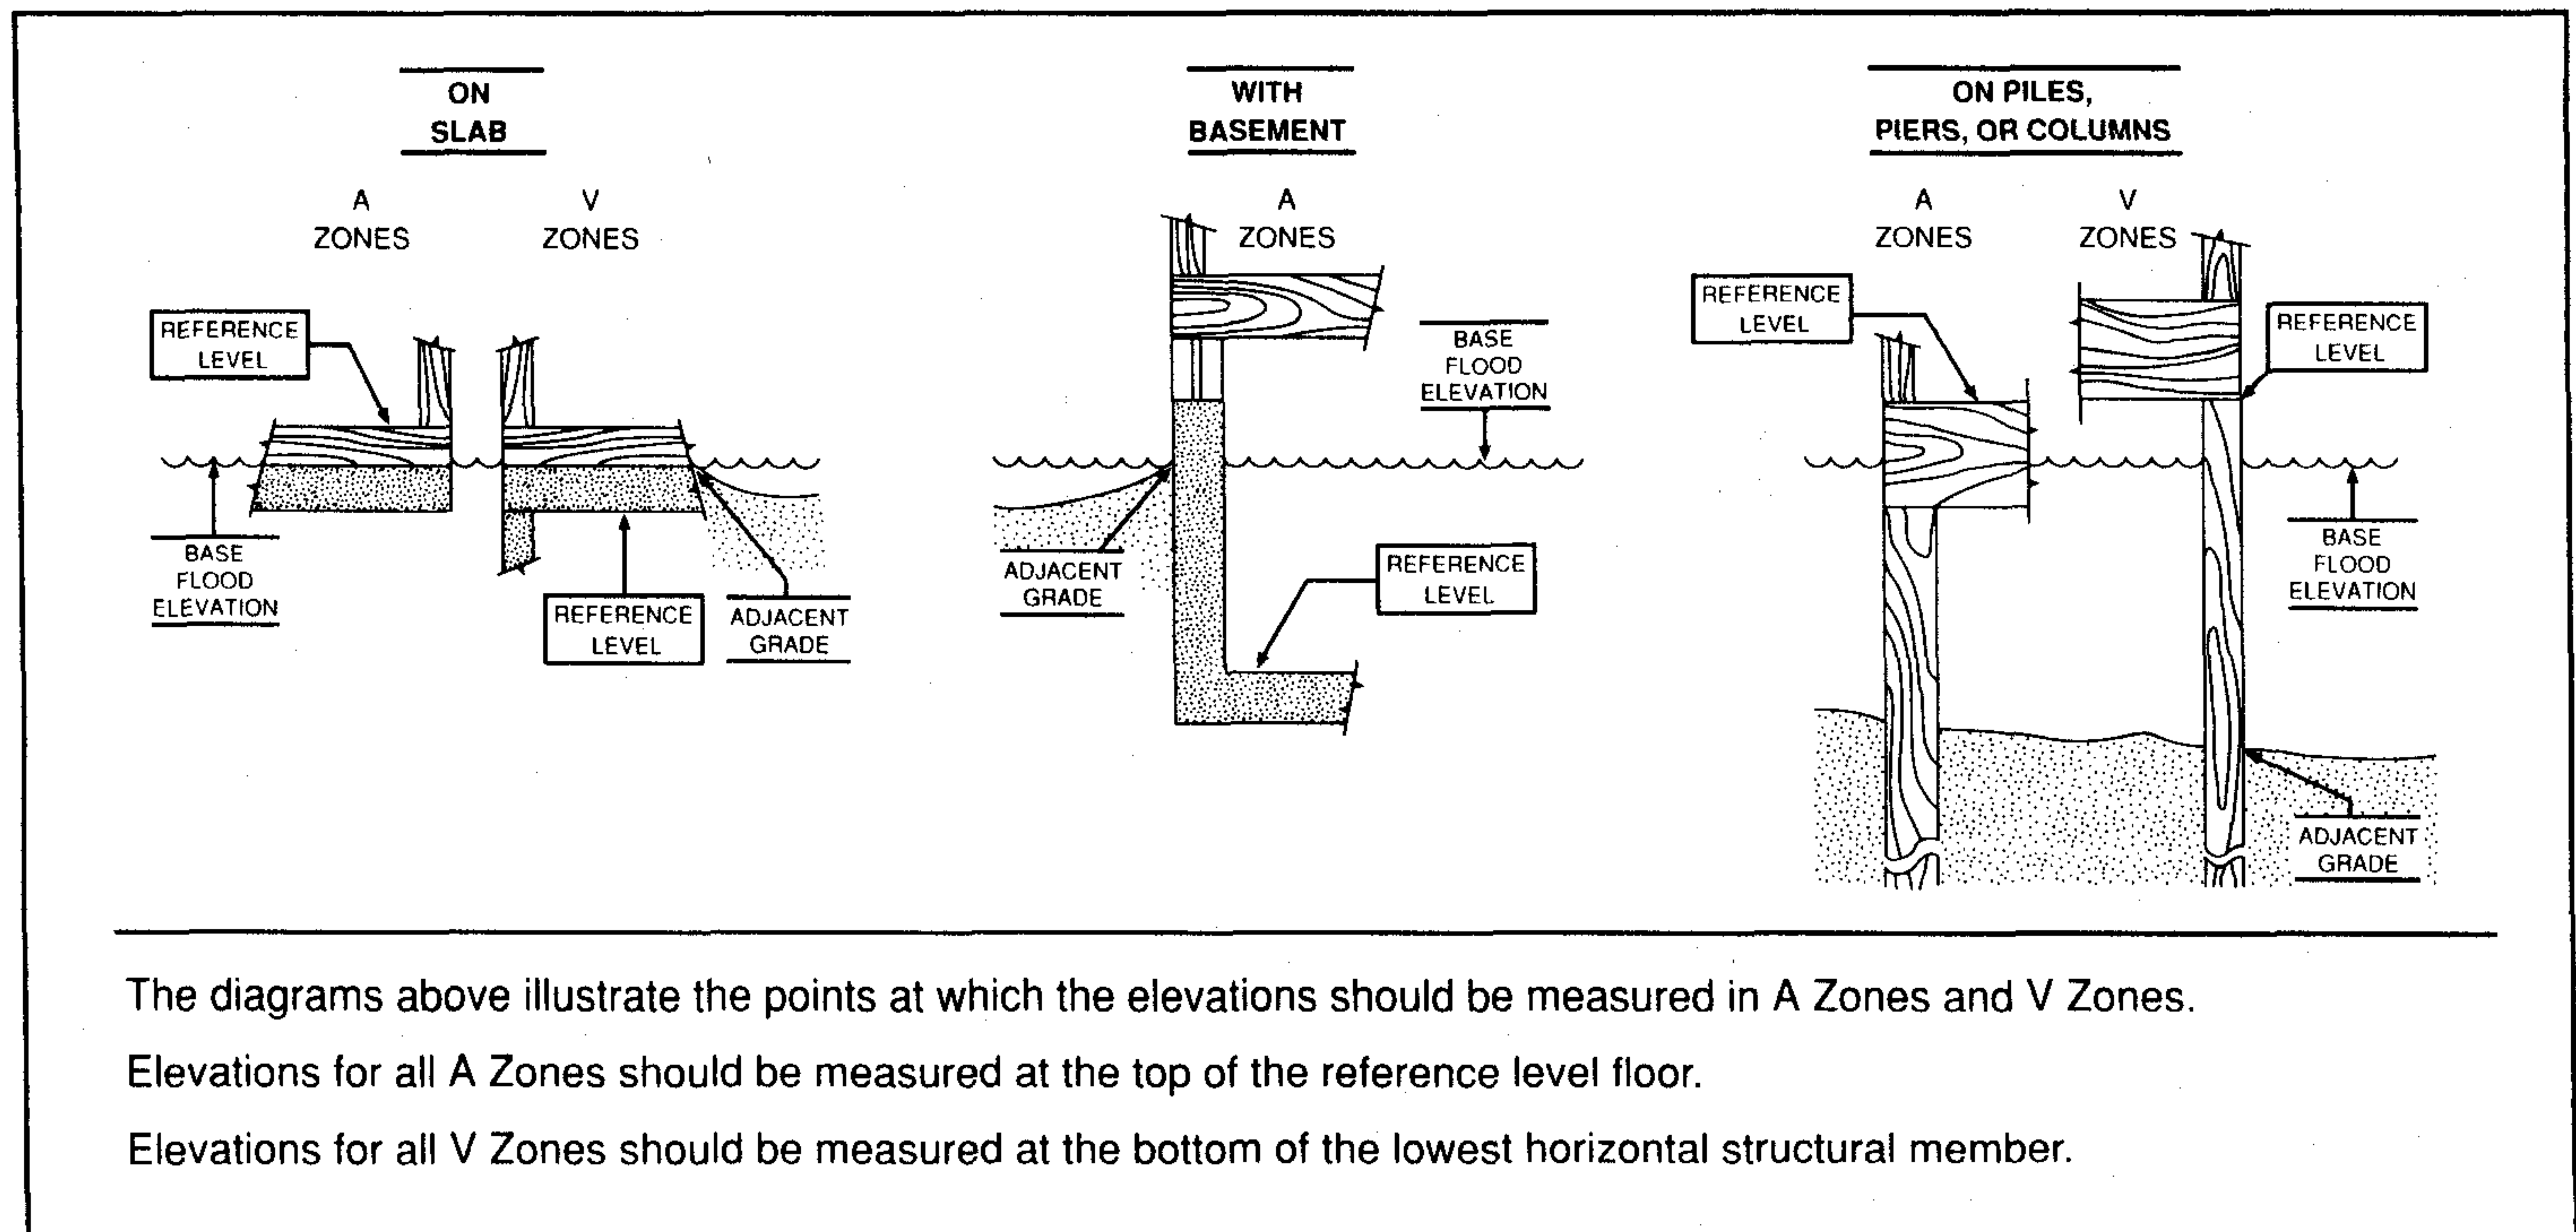 ON
SLAB
A
ZONES
V
ZONES
REFERENCE
LEVEL
BASE
FLOOD
ELEVATION
REFERENCE
LEVEL
ADJACENT
GRADE
WITH
BASEMENT
A
ZONES
BASE
FLOOD
ELEVATION
ADJACENT
GRADE
REFERENCE
LEVEL
ON PILES,
PIERS, OR COLUMNS
A
ZONES
V
ZONES
REFERENCE
LEVEL
REFERENCE
LEVEL
BASE
FLOOD
ELEVATION
ADJACENT
GRADE
The diagrams above illustrate the points at which the elevations should be measured in A Zones and V Zones.
Elevations for all A Zones should be measured at the top of the reference level floor.
Elevations for all V Zones should be measured at the bottom of the lowest horizontal structural member.